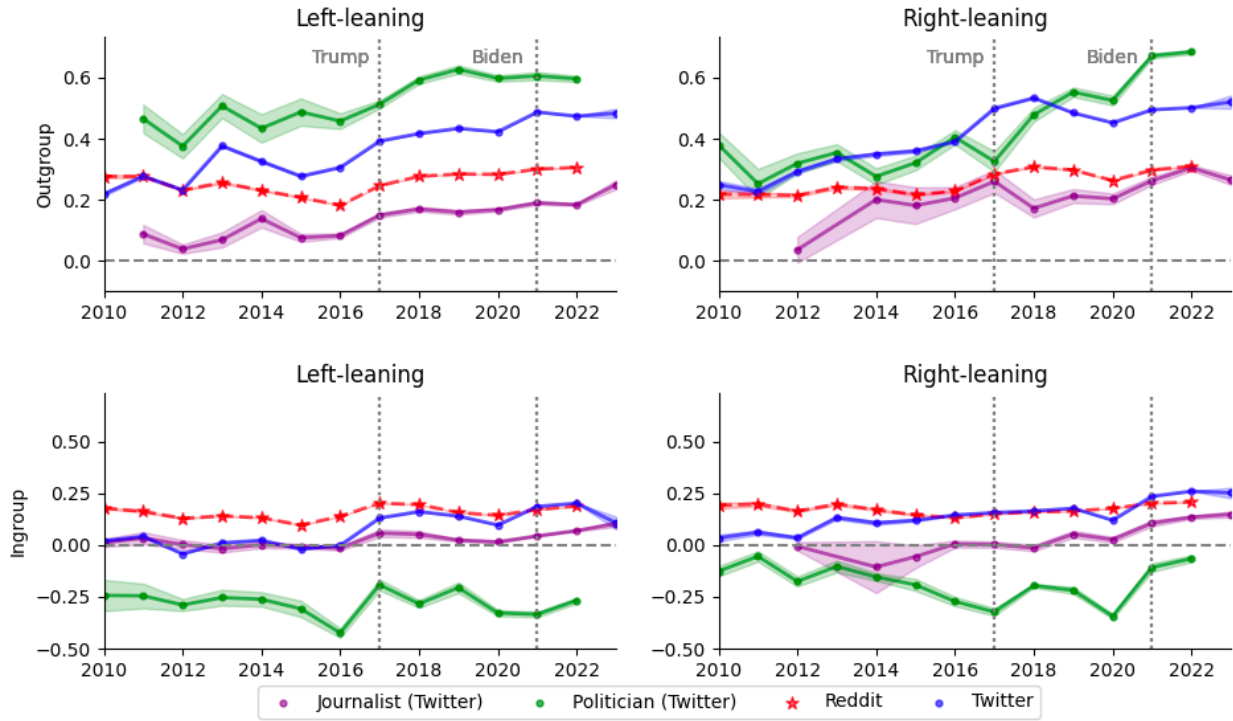 Left-leaning
Right-leaning
Outgroup
0.6
0.4
0.2
0.0
Trump
Biden
2010 2012 2014 2016 2018 2020 2022
0.6
0.4
0.2
0.0
Trump
Biden
2010 2012 2014 2016 2018 2020 2022
Left-leaning
Right-leaning
Ingroup
0.50
0.25
0.00
−0.25
−0.50
2010 2012 2014 2016 2018 2020 2022
0.50
0.25
0.00
−0.25
−0.50
2010 2012 2014 2016 2018 2020 2022
Journalist (Twitter) Politician (Twitter) Reddit Twitter